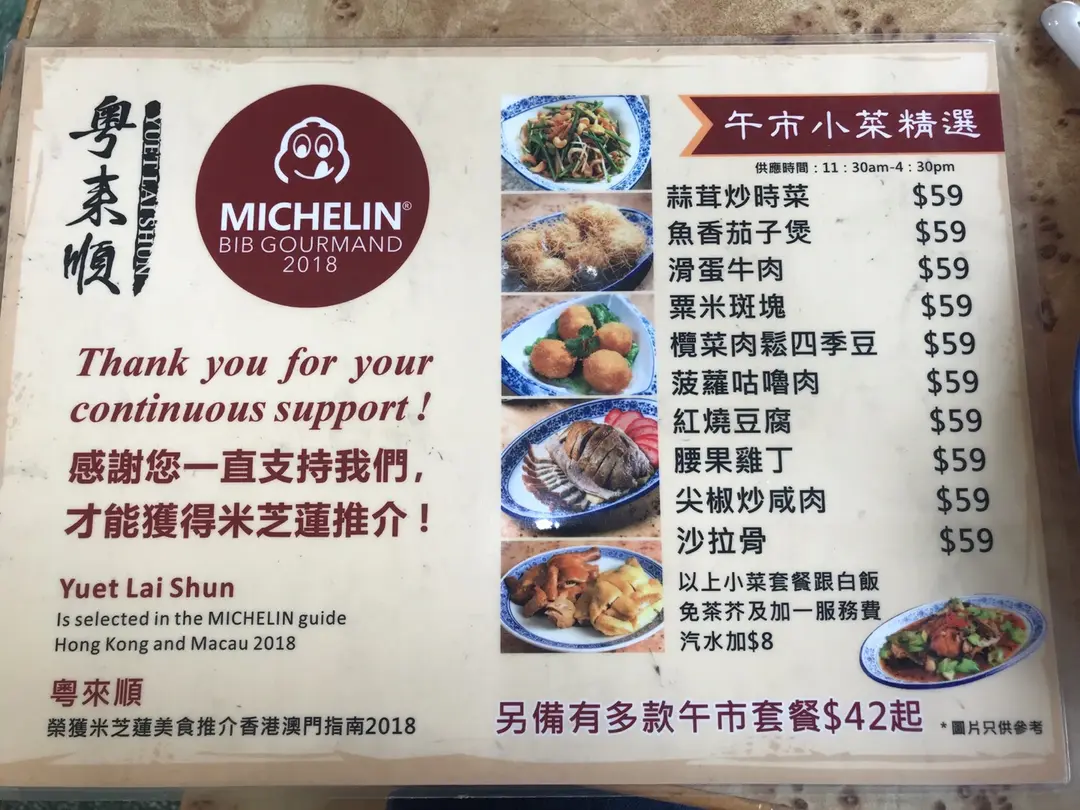 粵來順
YUET LAI SHUN
MICHELIN®
BIB GOURMAND
2018
Thank you for your
continuous support !
感謝您一直支持我們,
才能獲得米芝蓮推介 !
Yuet Lai Shun
Is selected in the MICHELIN guide
Hong Kong and Macau 2018
粵來順
榮獲米芝蓮美食推介香港澳門指南2018
午市小菜精選
供應時間：11：30am-4：30pm
蒜茸炒時菜 $59
魚香茄子煲 $59
滑蛋牛肉 $59
粟米斑塊 $59
欖菜肉鬆四季豆 $59
菠蘿咕嚕肉 $59
紅燒豆腐 $59
腰果雞丁 $59
尖椒炒咸肉 $59
沙拉骨 $59
以上小菜套餐跟白飯
免茶芥及加一服務費
汽水加$8
另備有多款午市套餐$42起
*圖片只供參考